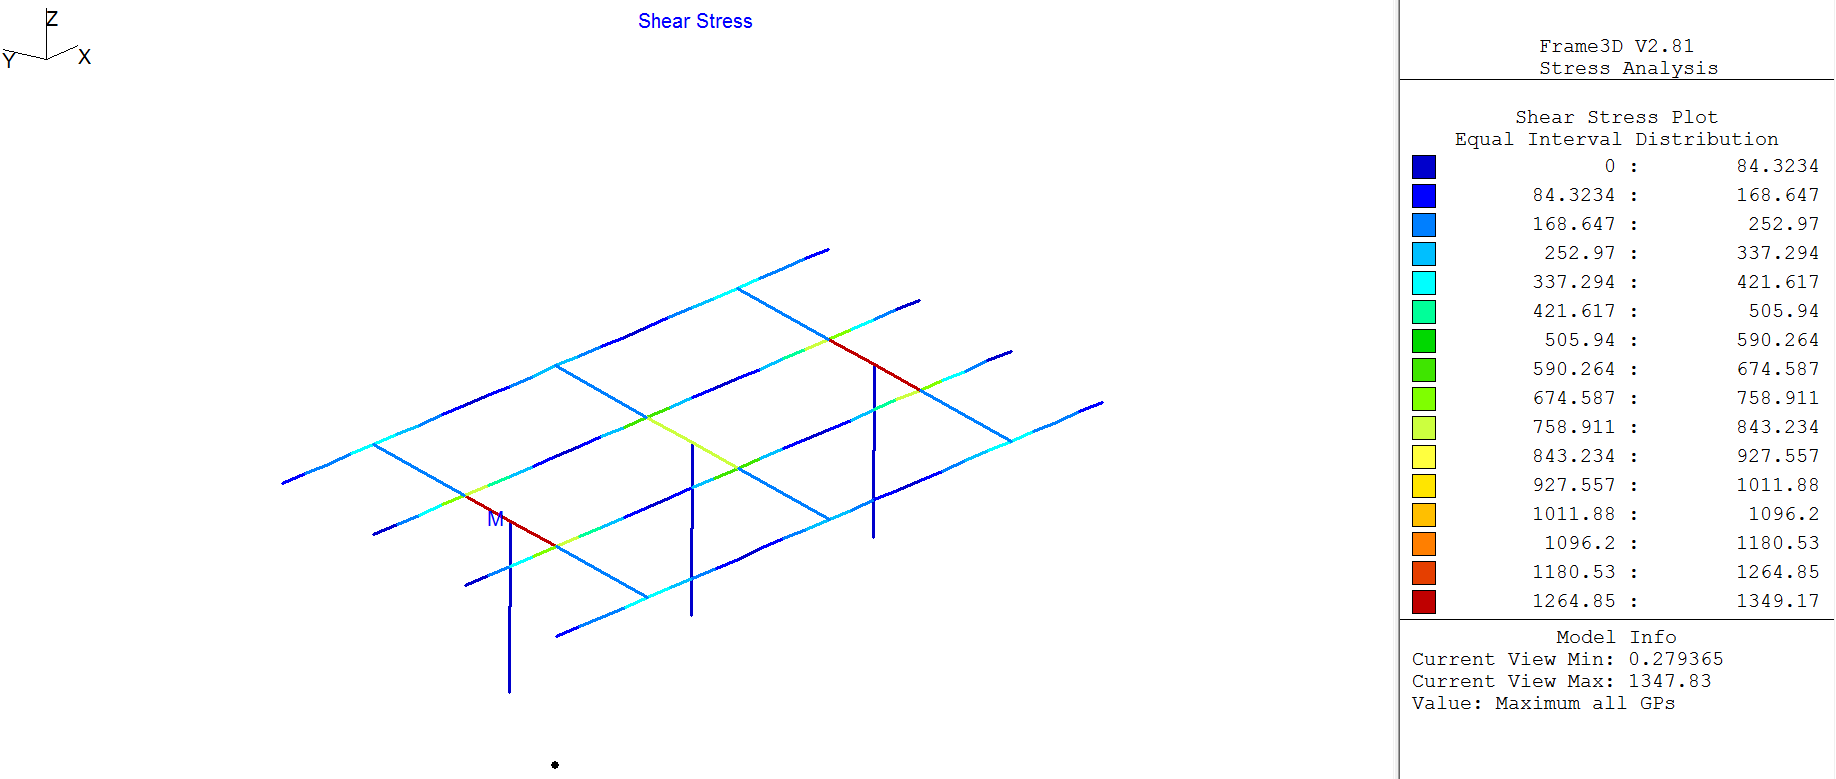 Z
Y
X
Shear Stress
M
Frame3D V2.81
Stress Analysis
Shear Stress Plot
Equal Interval Distribution
0 : 84.3234
84.3234 : 168.647
168.647 : 252.97
252.97 : 337.294
337.294 : 421.617
421.617 : 505.94
505.94 : 590.264
590.264 : 674.587
674.587 : 758.911
758.911 : 843.234
843.234 : 927.557
927.557 : 1011.88
1011.88 : 1096.2
1096.2 : 1180.53
1180.53 : 1264.85
1264.85 : 1349.17
Model Info
Current View Min: 0.279365
Current View Max: 1347.83
Value: Maximum all GPs